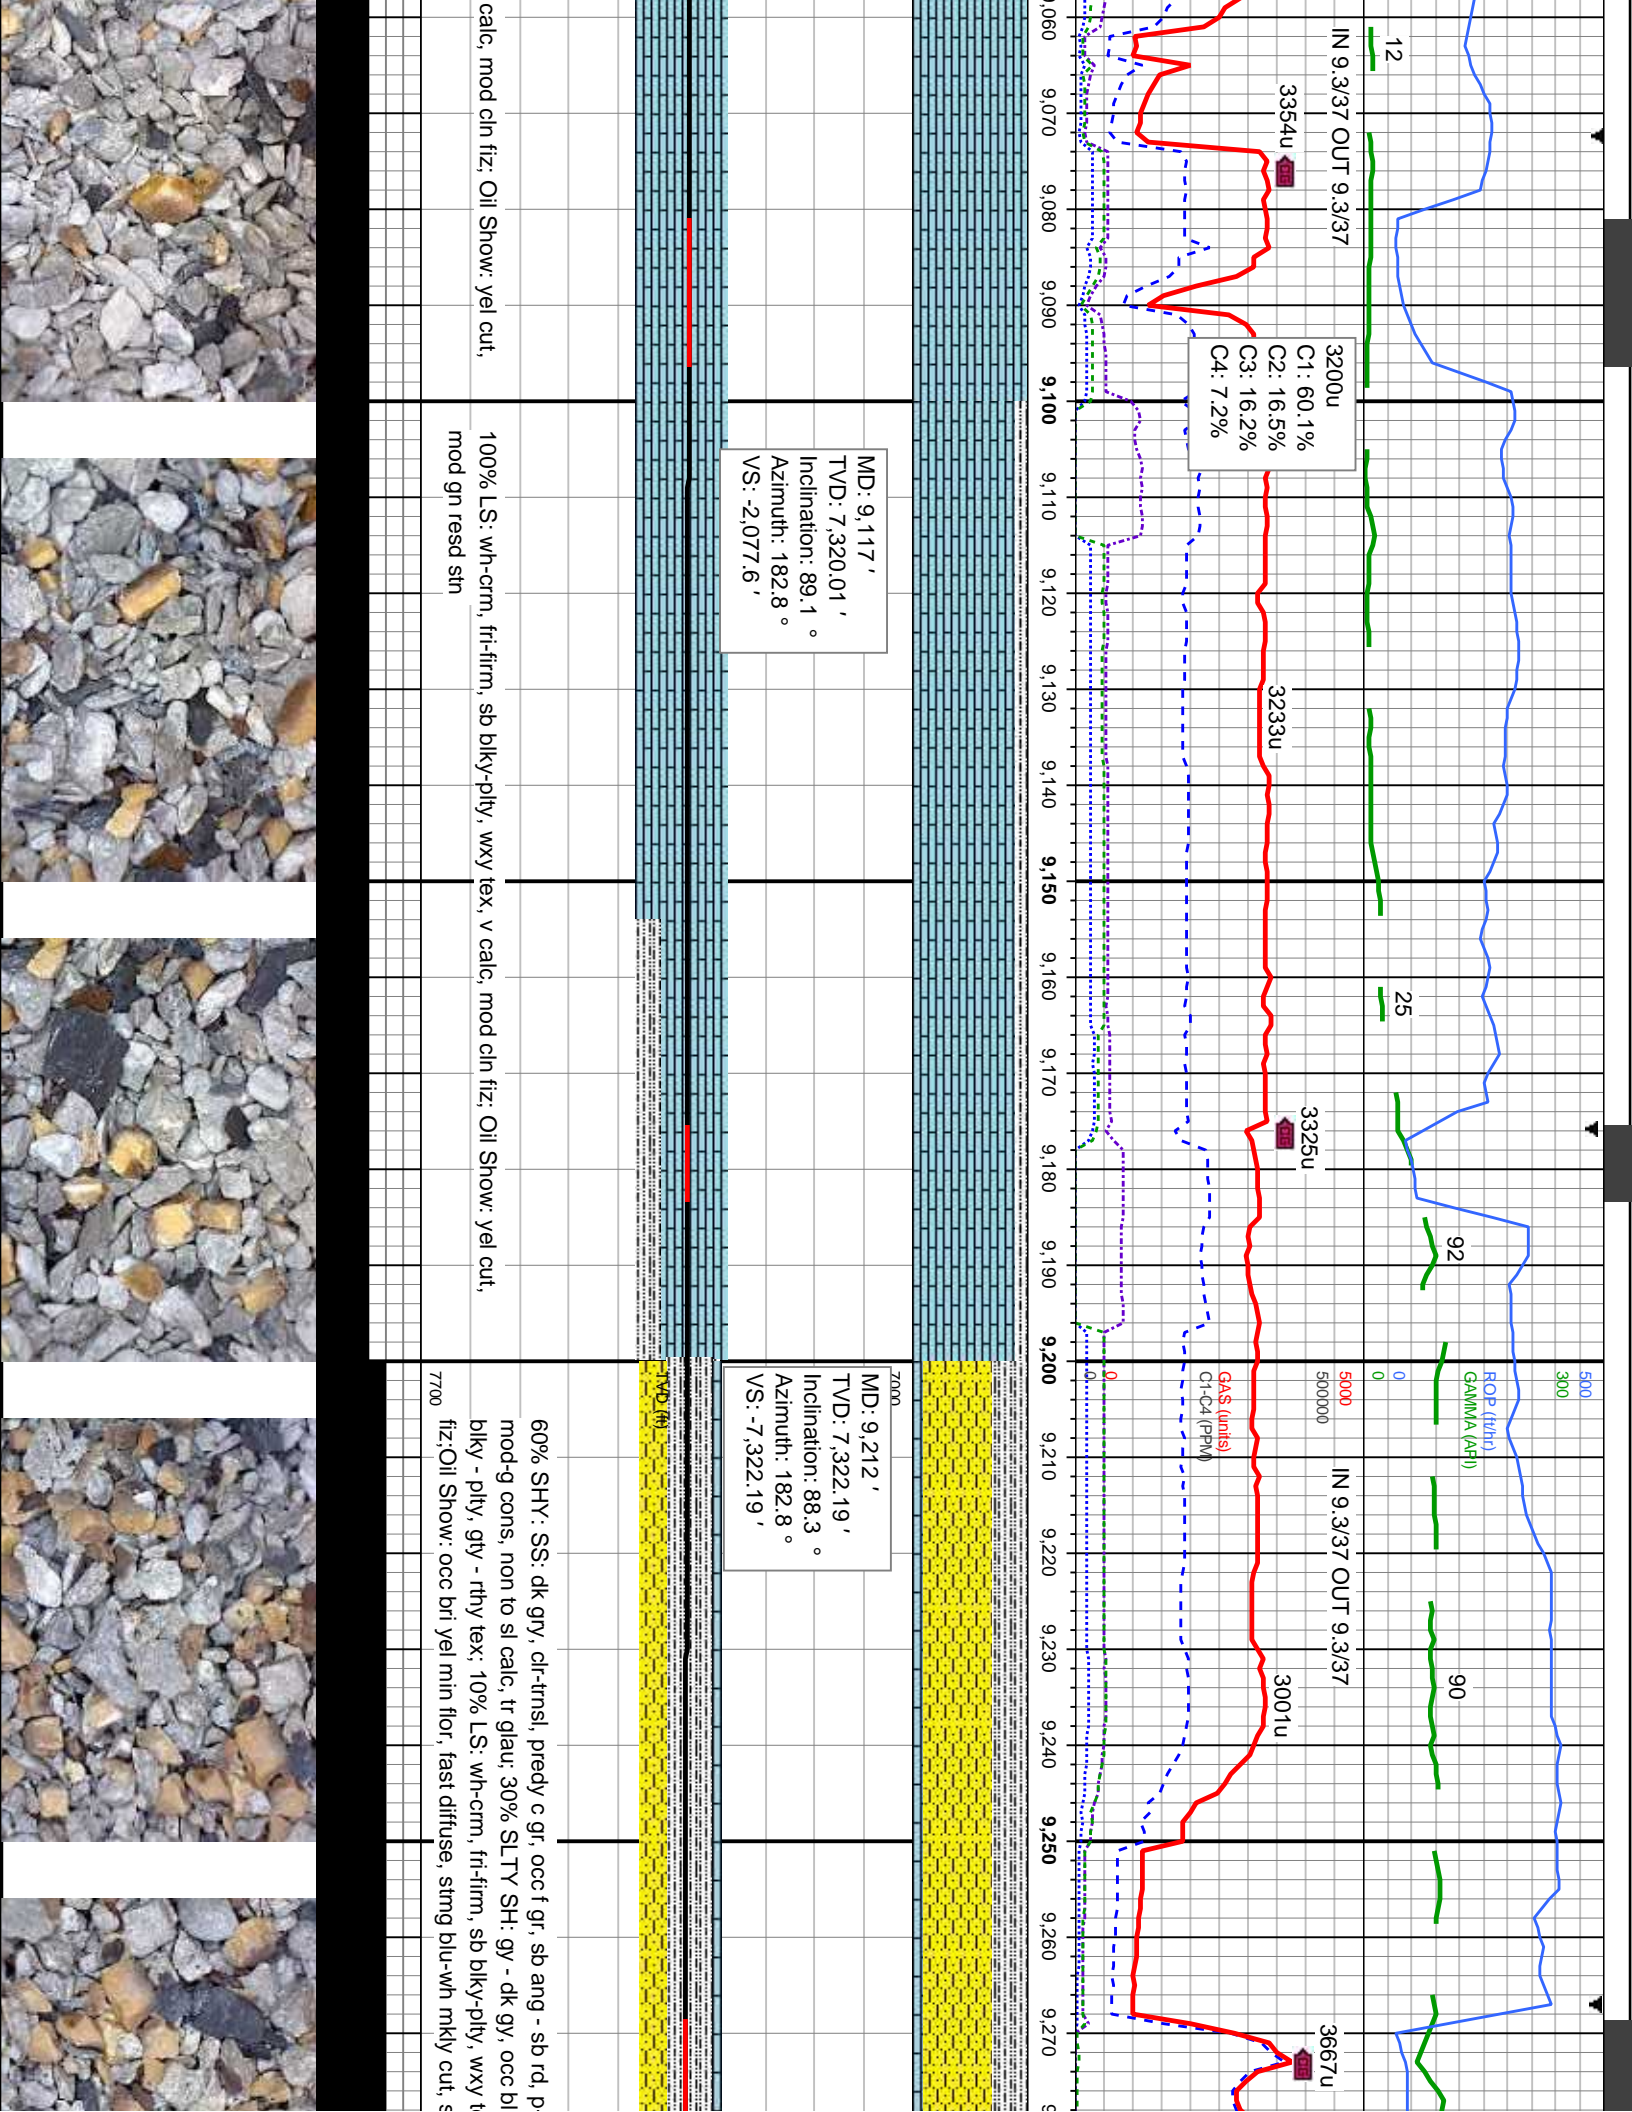 12
IN 9.3/37 OUT 9.3/37
3354u
3200u
C1: 60.1%
C2: 16.5%
C3: 16.2%
C4: 7.2%
3233u
25
3325u
92
500
300
ROP (ft/hr)
GAMMA (API)
0
0
5000
50000
GAS (units)
C1-C4 (PPM)
0
0
IN 9.3/37 OUT 9.3/37
90
3001u
3667u
9,060
9,070
9,080
9,090
9,100
9,110
9,120
9,130
9,140
9,150
9,160
9,170
9,180
9,190
9,200
9,210
9,220
9,230
9,240
9,250
9,260
9,270
MD: 9,117 '
TVD: 7,320.01 '
Inclination: 89.1 °
Azimuth: 182.8 °
VS: -2,077.6 '
7000
MD: 9,212 '
TVD: 7,322.19 '
Inclination: 88.3 °
Azimuth: 182.8 °
VS: -7,322.19 '
TVD (ft)
7700
calc, mod cln fiz; Oil Show: yel cut,
100% LS: wh-crm, fri-firm, sb blky-plty, wxy tex, v calc, mod cln fiz; Oil Show: yel cut,
mod gn resd stn
60% SHY: SS: dk gry, clr-trnsl, predy c gr, occ f gr, sb ang - sb rd, p-
mod-g cons, non to sl calc, tr glau; 30% SLTY SH: gy - dk gy, occ bl
blky - plty, gty - rthy tex; 10% LS: wh-crm, fri-firm, sb blky-plty, wxy t
fiz;Oil Show: occ bri yel min flor, fast diffuse, stmg blu-wh mkly cut, s